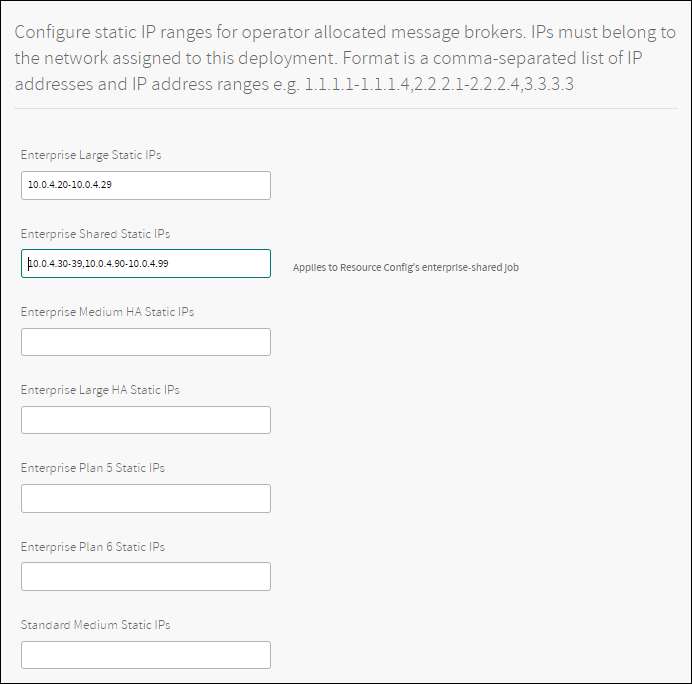 Configure static IP ranges for operator allocated message brokers. IPs must belong to
the network assigned to this deployment. Format is a comma-separated list of IP
addresses and IP address ranges e.g. 1.1.1.1-1.1.1.4,2.2.2.1-2.2.2.4,3.3.3.3
Enterprise Large Static IPs
10.0.4.20-10.0.4.29
Enterprise Shared Static IPs
10.0.4.30-39,10.0.4.90-10.0.4.99
Applies to Resource Config's enterprise-shared job
Enterprise Medium HA Static IPs
Enterprise Large HA Static IPs
Enterprise Plan 5 Static IPs
Enterprise Plan 6 Static IPs
Standard Medium Static IPs